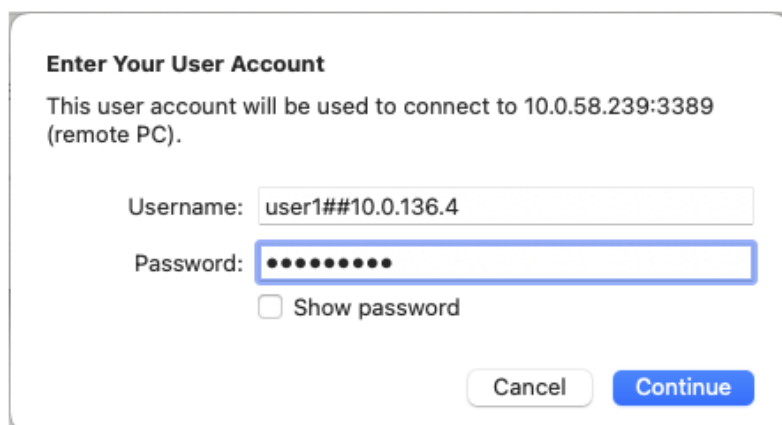 Enter Your User Account
This user account will be used to connect to 10.0.58.239:3389
(remote PC).
Username: user1##10.0.136.4
Password: •••••••••
Show password
Cancel Continue